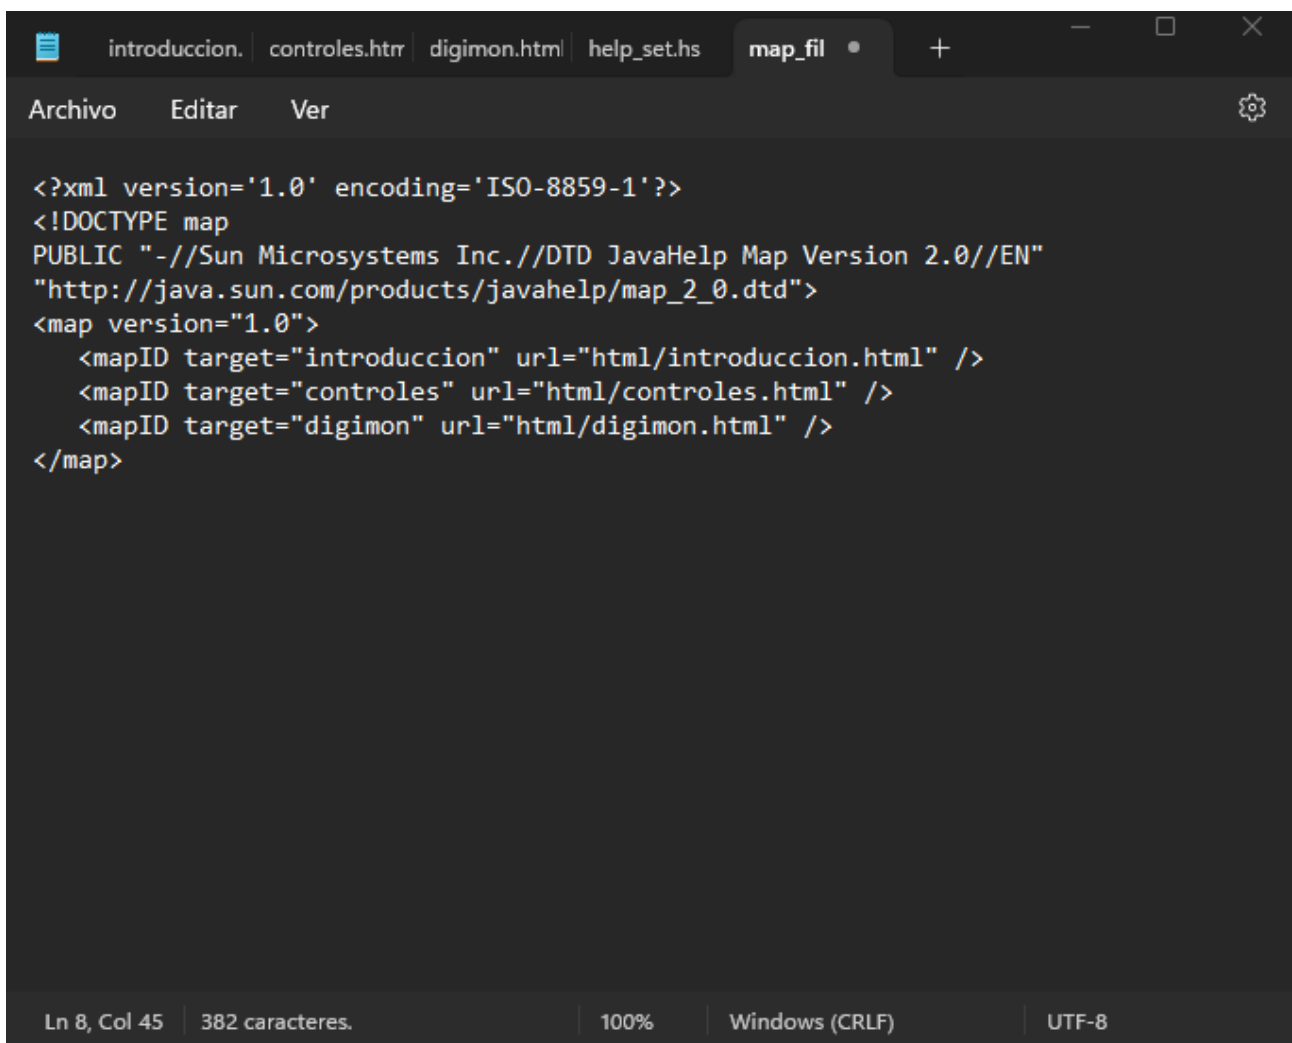 introduccion. controles.htm digimon.html help_set.hs map_fil
Archivo Editar Ver
<?xml version='1.0' encoding='ISO-8859-1'?>
<!DOCTYPE map
PUBLIC "-//Sun Microsystems Inc.//DTD JavaHelp Map Version 2.0//EN"
"http://java.sun.com/products/javahelp/map_2_0.dtd">
<map version="1.0">
   <mapID target="introduccion" url="html/introduccion.html" />
   <mapID target="controles" url="html/controles.html" />
   <mapID target="digimon" url="html/digimon.html" />
</map>
Ln 8, Col 45 382 caracteres. 100% Windows (CRLF) UTF-8